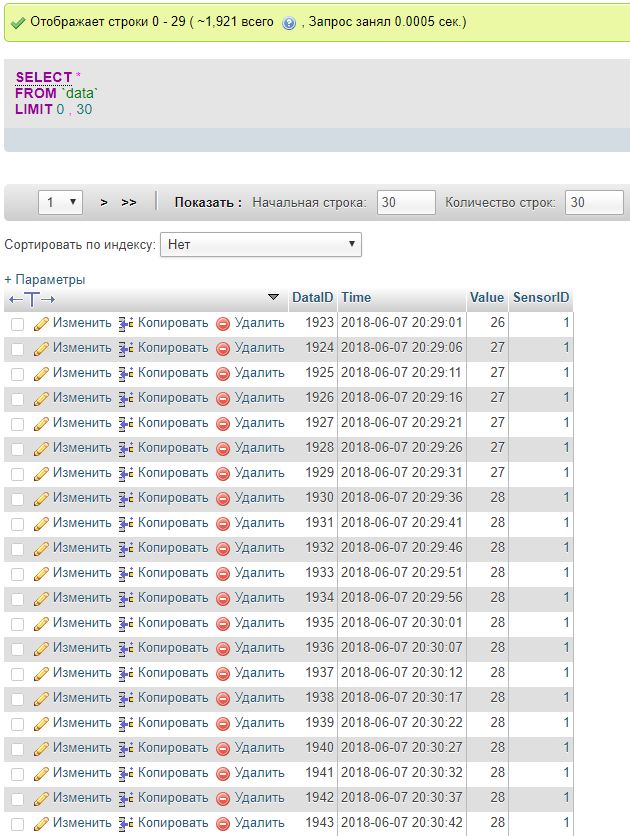 Отображает строки 0 - 29 ( ~1,921 всего , Запрос занял 0.0005 сек.)
SELECT *
FROM `data`
LIMIT 0 , 30
1 > >> Показать : Начальная строка: 30 Количество строк: 30
Сортировать по индексу: Нет
+ Параметры
←T→ DataID Time Value SensorID
Изменить Копировать Удалить 1923 2018-06-07 20:29:01 26 1
Изменить Копировать Удалить 1924 2018-06-07 20:29:06 27 1
Изменить Копировать Удалить 1925 2018-06-07 20:29:11 27 1
Изменить Копировать Удалить 1926 2018-06-07 20:29:16 27 1
Изменить Копировать Удалить 1927 2018-06-07 20:29:21 27 1
Изменить Копировать Удалить 1928 2018-06-07 20:29:26 27 1
Изменить Копировать Удалить 1929 2018-06-07 20:29:31 27 1
Изменить Копировать Удалить 1930 2018-06-07 20:29:36 28 1
Изменить Копировать Удалить 1931 2018-06-07 20:29:41 28 1
Изменить Копировать Удалить 1932 2018-06-07 20:29:46 28 1
Изменить Копировать Удалить 1933 2018-06-07 20:29:51 28 1
Изменить Копировать Удалить 1934 2018-06-07 20:29:56 28 1
Изменить Копировать Удалить 1935 2018-06-07 20:30:01 28 1
Изменить Копировать Удалить 1936 2018-06-07 20:30:07 28 1
Изменить Копировать Удалить 1937 2018-06-07 20:30:12 28 1
Изменить Копировать Удалить 1938 2018-06-07 20:30:17 28 1
Изменить Копировать Удалить 1939 2018-06-07 20:30:22 28 1
Изменить Копировать Удалить 1940 2018-06-07 20:30:27 28 1
Изменить Копировать Удалить 1941 2018-06-07 20:30:32 28 1
Изменить Копировать Удалить 1942 2018-06-07 20:30:37 28 1
Изменить Копировать Удалить 1943 2018-06-07 20:30:42 28 1